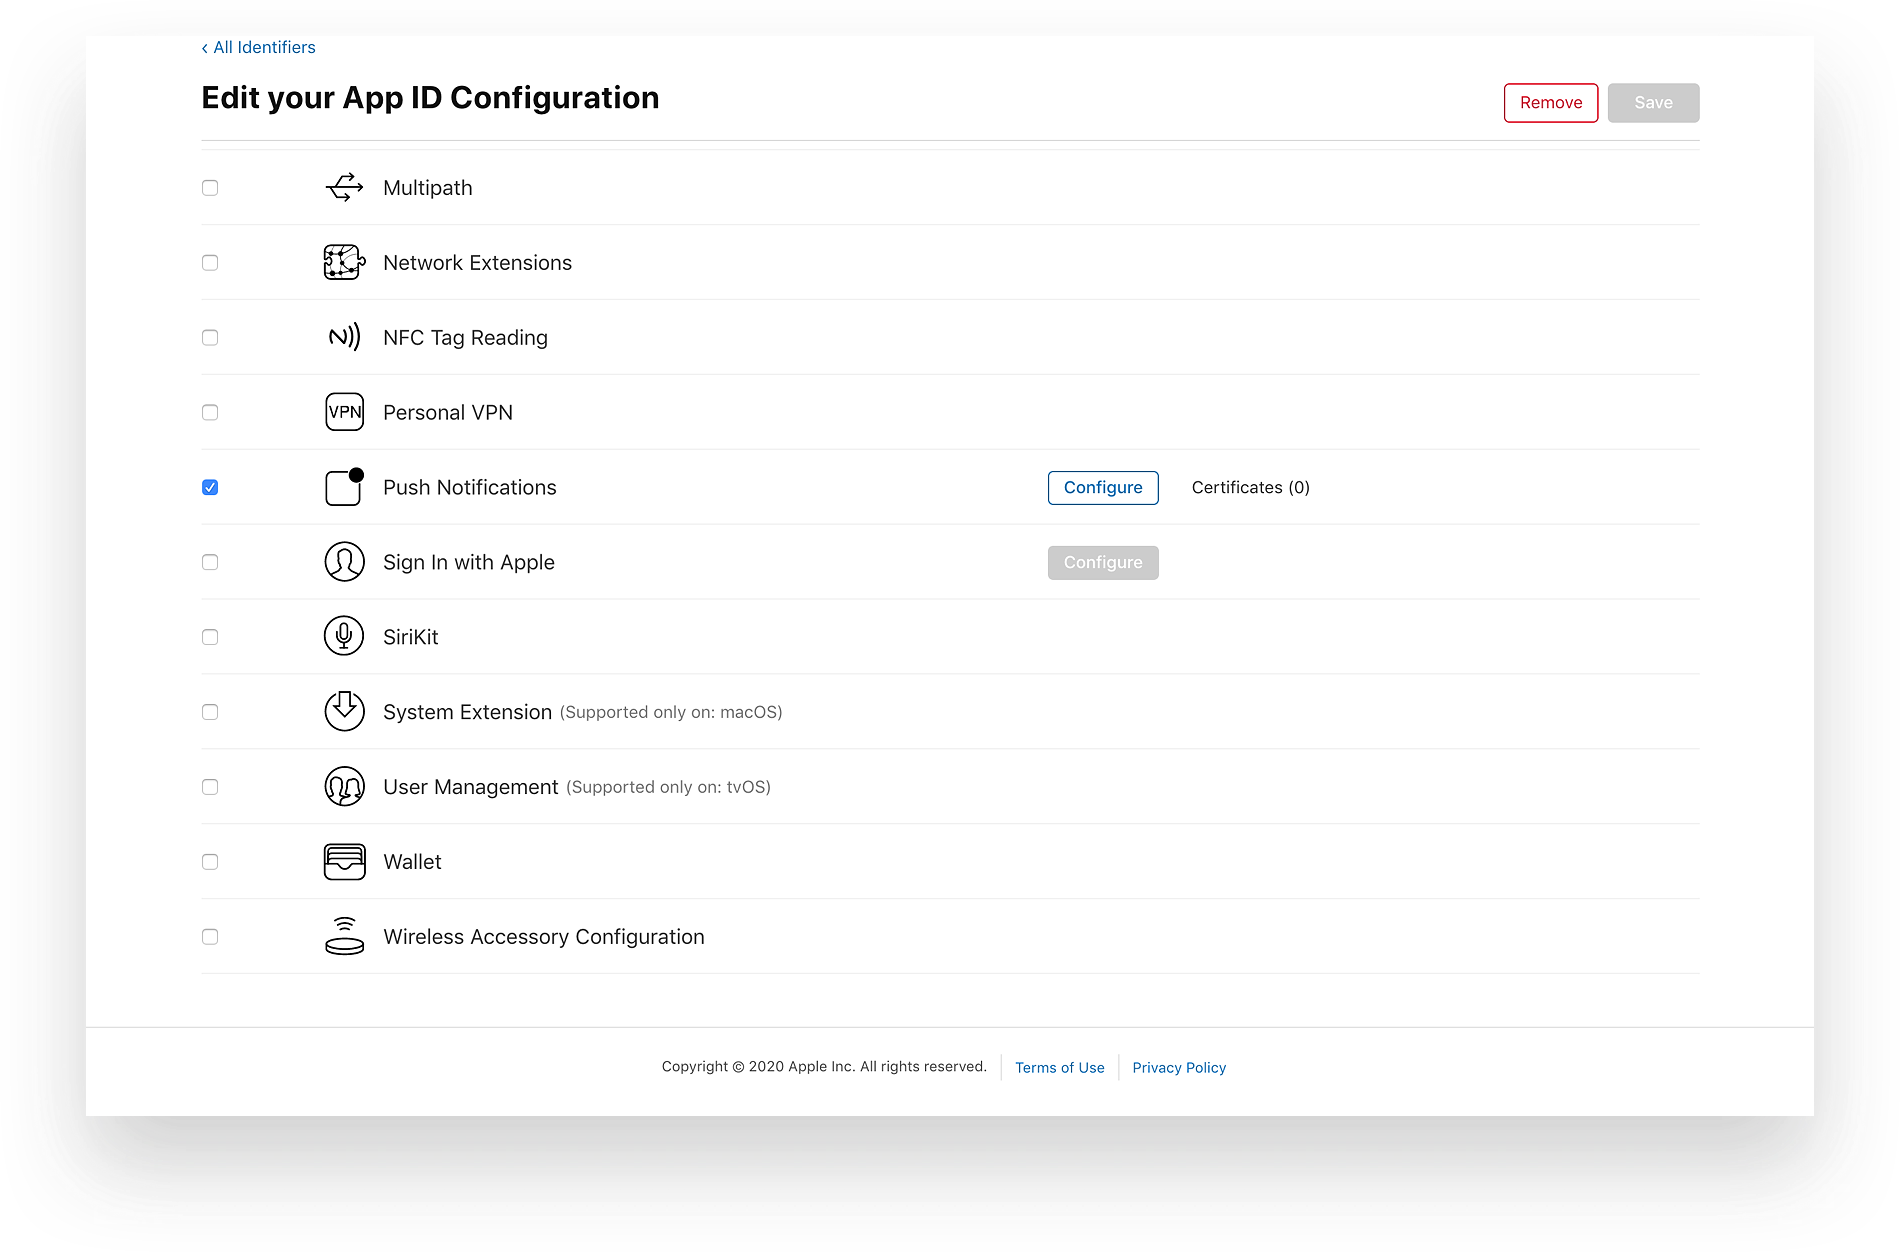 ‹ All Identifiers
Edit your App ID Configuration
Remove
Save
Multipath
Network Extensions
NFC Tag Reading
VPN
Personal VPN
Push Notifications
Configure
Certificates (0)
Sign In with Apple
Configure
SiriKit
System Extension (Supported only on: macOS)
User Management (Supported only on: tvOS)
Wallet
Wireless Accessory Configuration
Copyright © 2020 Apple Inc. All rights reserved.
Terms of Use
Privacy Policy